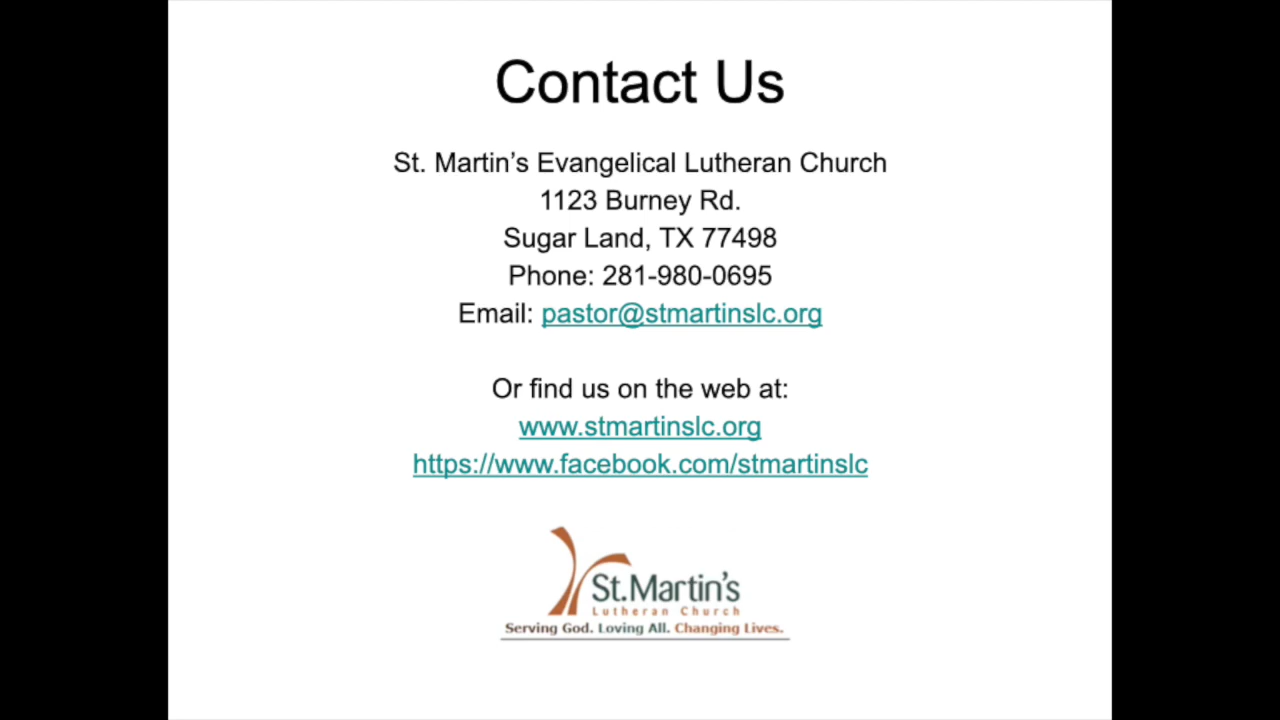 Contact Us
St. Martin’s Evangelical Lutheran Church
1123 Burney Rd.
Sugar Land, TX 77498
Phone: 281-980-0695
Email: pastor@stmartinslc.org
Or find us on the web at:
www.stmartinslc.org
https://www.facebook.com/stmartinslc
St.Martin's
Lutheran Church
Serving God. Loving All. Changing Lives.